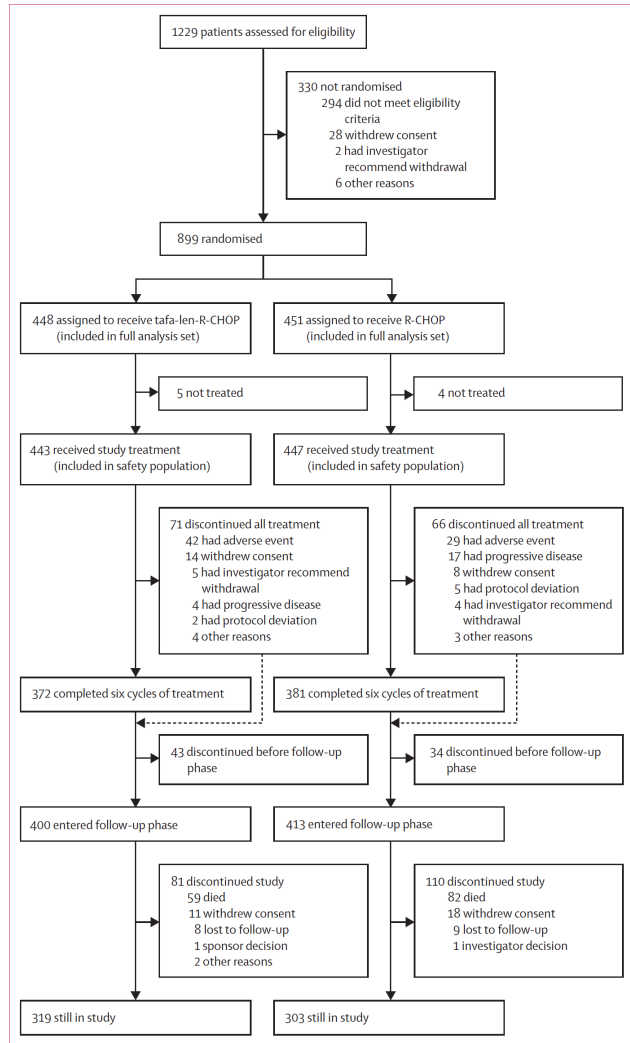 1229 patients assessed for eligibility
330 not randomised
294 did not meet eligibility
criteria
28 withdrew consent
2 had investigator
recommend withdrawal
6 other reasons
899 randomised
448 assigned to receive tafa-len-R-CHOP
(included in full analysis set)
451 assigned to receive R-CHOP
(included in full analysis set)
5 not treated
4 not treated
443 received study treatment
(included in safety population)
447 received study treatment
(included in safety population)
71 discontinued all treatment
42 had adverse event
14 withdrew consent
5 had investigator recommend
withdrawal
4 had progressive disease
2 had protocol deviation
4 other reasons
66 discontinued all treatment
29 had adverse event
17 had progressive disease
8 withdrew consent
5 had protocol deviation
4 had investigator recommend
withdrawal
3 other reasons
372 completed six cycles of treatment
381 completed six cycles of treatment
43 discontinued before follow-up
phase
34 discontinued before follow-up
phase
400 entered follow-up phase
413 entered follow-up phase
81 discontinued study
59 died
11 withdrew consent
8 lost to follow-up
1 sponsor decision
2 other reasons
110 discontinued study
82 died
18 withdrew consent
9 lost to follow-up
1 investigator decision
319 still in study
303 still in study